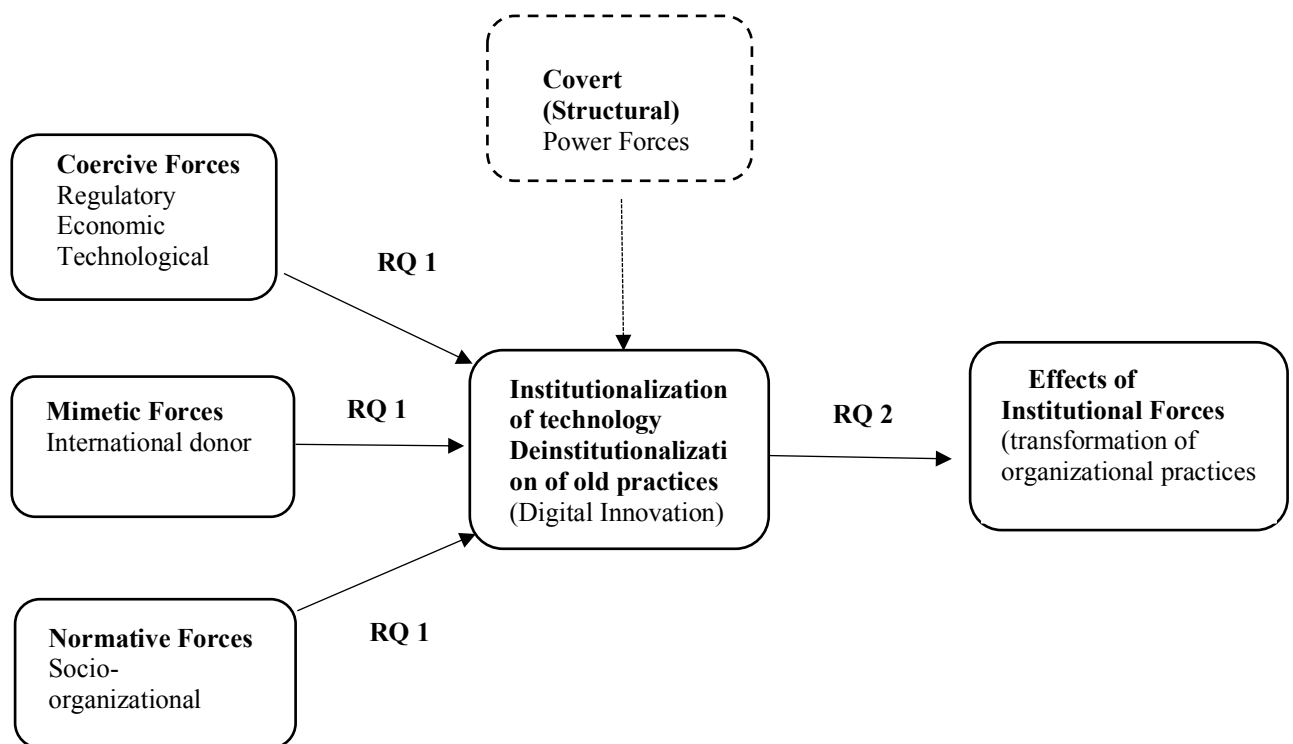 Covert
(Structural)
Power Forces
Coercive Forces
Regulatory
Economic
Technological
RQ 1
Mimetic Forces
International donor
RQ 1
Normative Forces
Socio-
organizational
RQ 1
Institutionalization
of technology
Deinstitutionalizati
on of old practices
(Digital Innovation)
RQ 2
Effects of
Institutional Forces
(transformation of
organizational practices